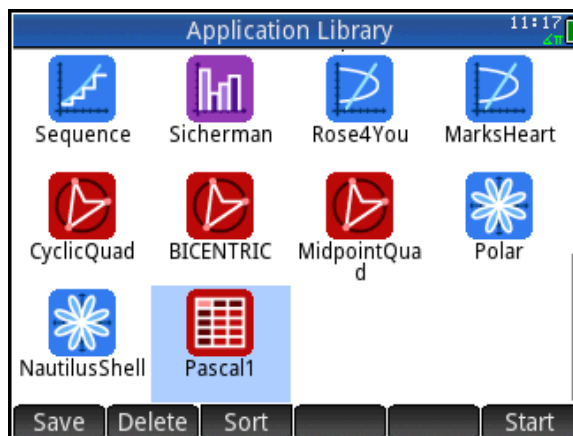 Application Library
11:17
∠π
Sequence
Sicherman
Rose4You
MarksHeart
CyclicQuad
BICENTRIC
MidpointQua
d
Polar
NautilusShell
Pascal1
Save
Delete
Sort
Start